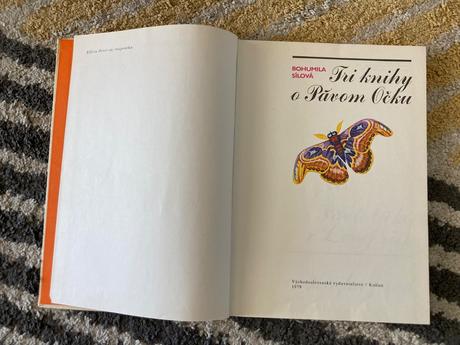 BOHUMILA
SÍLOVÁ
Tri knihy
o Pávom Očku
Východoslovenské vydavateľstvo / Košice
1978